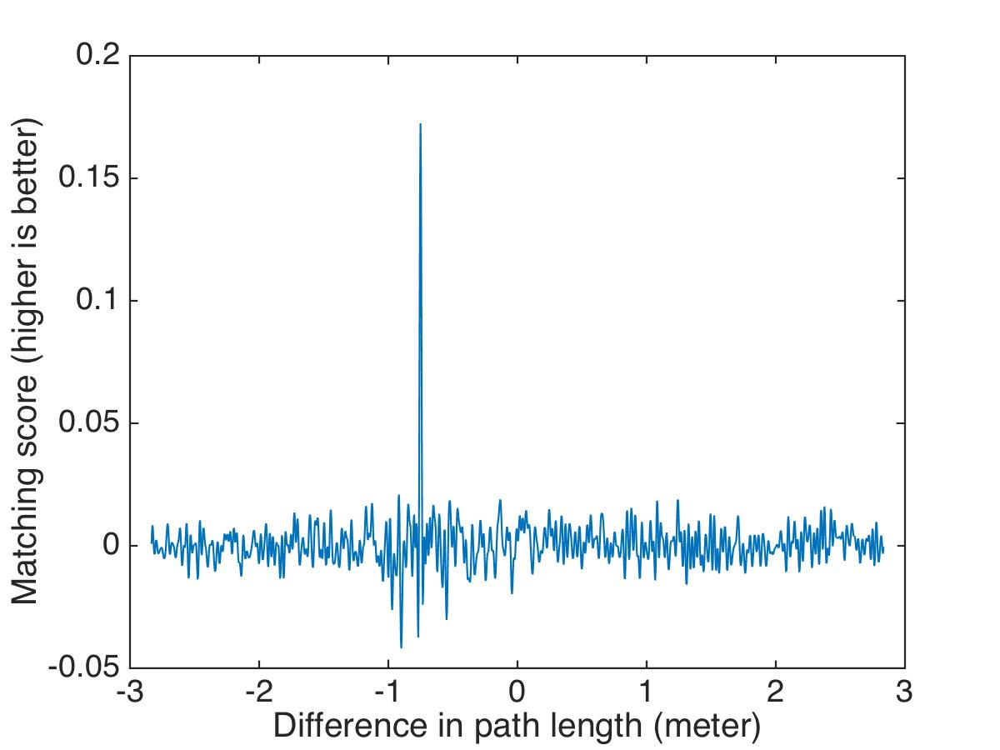 Matching score (higher is better)
0.2
0.15
0.1
0.05
0
-0.05
-3 -2 -1 0 1 2 3
Difference in path length (meter)